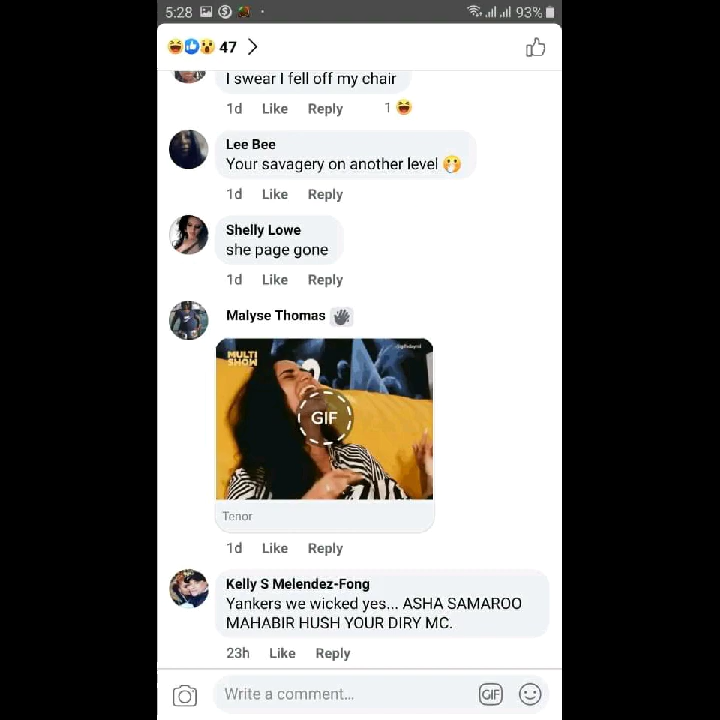 5:28
93%
47
I swear I fell off my chair
1d Like Reply 1
Lee Bee
Your savagery on another level
1d Like Reply
Shelly Lowe
she page gone
1d Like Reply
Malyse Thomas
MULTI
SHOW
GIF
Tenor
1d Like Reply
Kelly S Melendez-Fong
Yankers we wicked yes... ASHA SAMAROO
MAHABIR HUSH YOUR DIRY MC.
23h Like Reply
Write a comment...
GIF